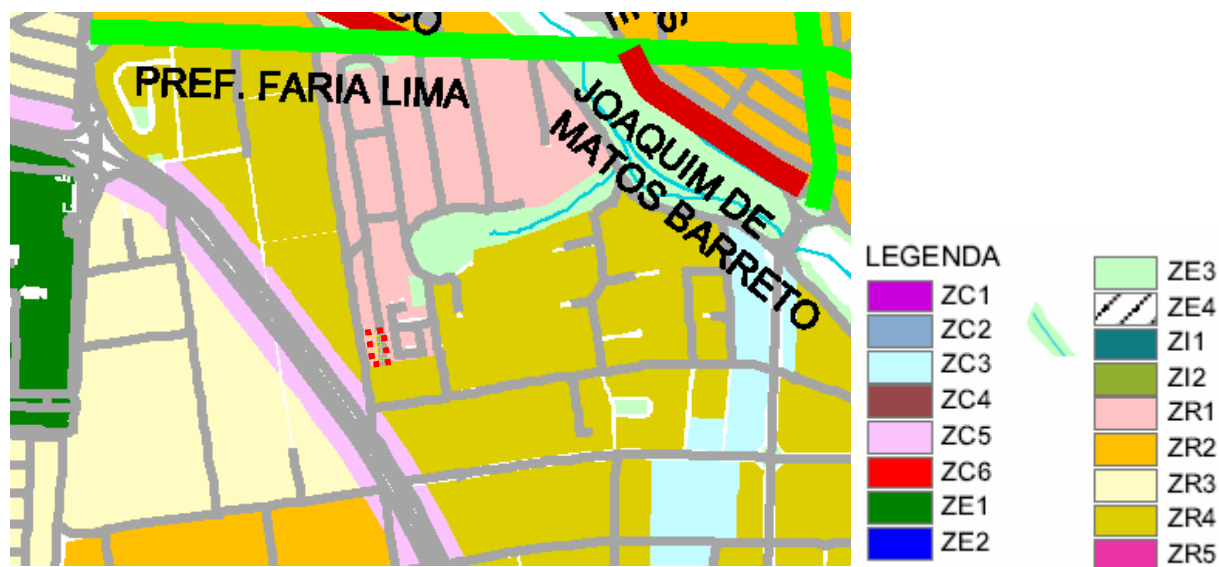 PREF. FARIA LIMA
JOAQUIM DE
MATOS BARRETO
LEGENDA
ZC1
ZC2
ZC3
ZC4
ZC5
ZC6
ZE1
ZE2
ZE3
ZE4
ZI1
ZI2
ZR1
ZR2
ZR3
ZR4
ZR5